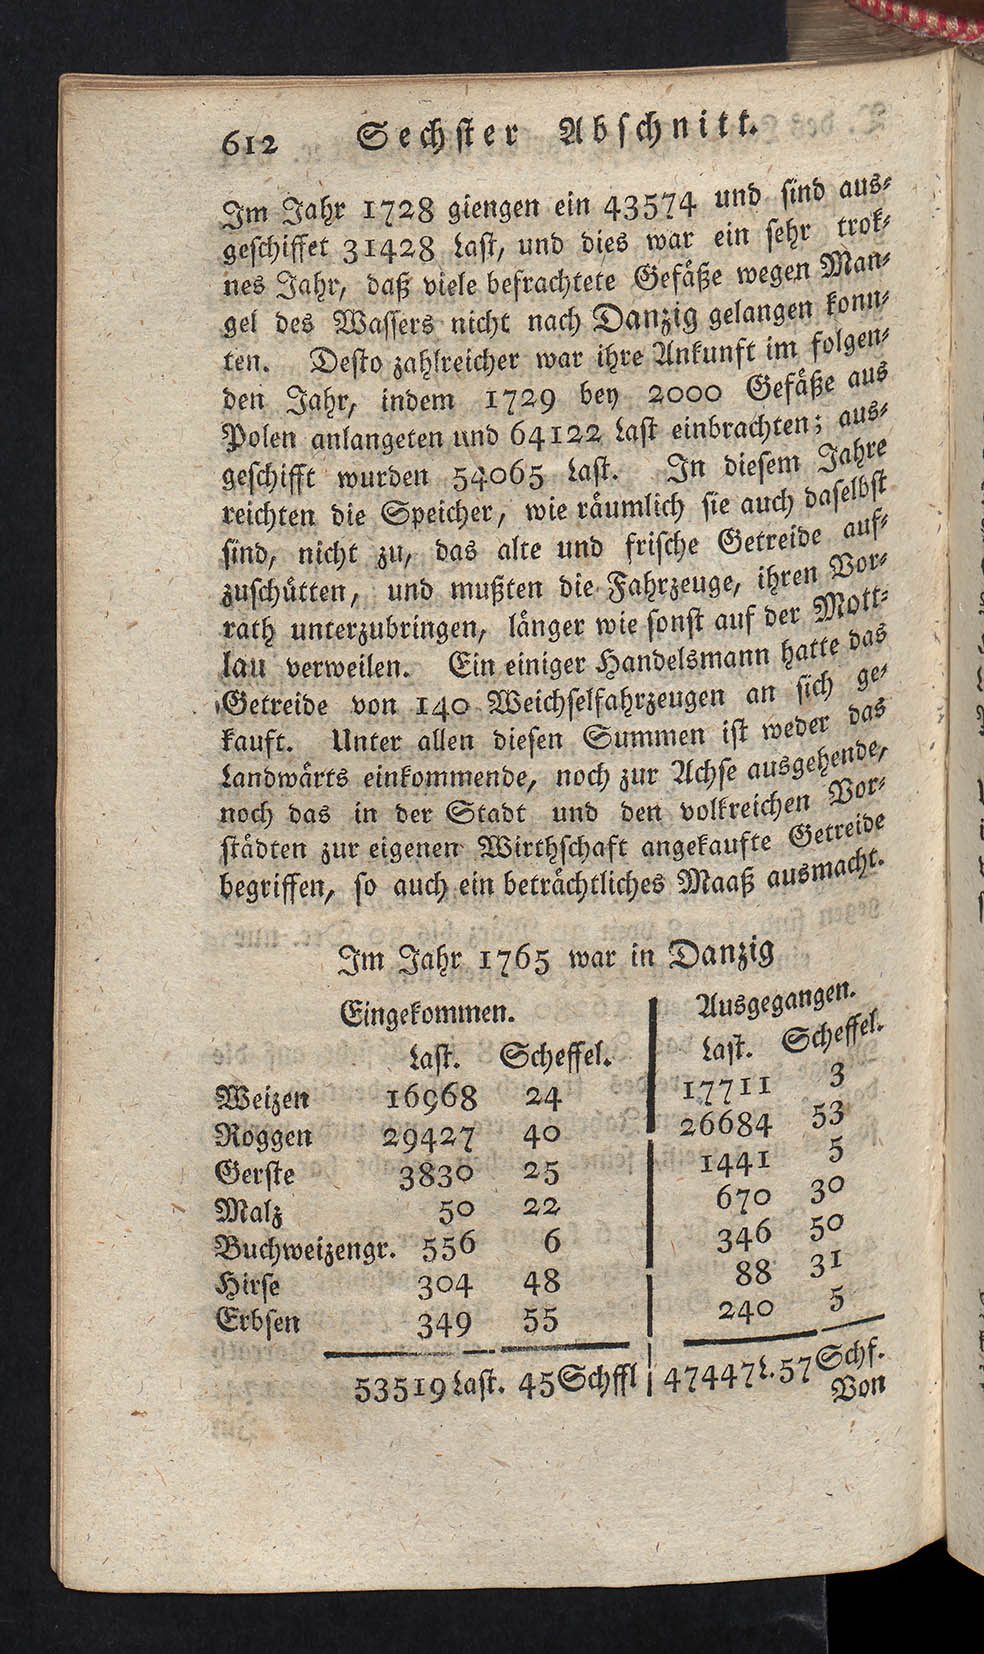 612 Sechster Abschnitt.
Im Jahr 1728 giengen ein 43574 und sind aus⸗
geschiffet 31428 Last, und dies war ein sehr trok⸗
nes Jahr, daß viele befrachtete Gefäße wegen Man⸗
gel des Wassers nicht nach Danzig gelangen konn⸗
ten. Desto zahlreicher war ihre Ankunft im folgen⸗
den Jahr, indem 1729 bey 2000 Gefäße aus
Polen anlangeten und 64122 Last einbrachten; aus⸗
geschifft wurden 54065 Last. In diesem Jahre
reichten die Speicher, wie räumlich sie auch daselbst
sind, nicht zu, das alte und frische Getreide auf⸗
zuschütten, und mußten die Fahrzeuge, ihren Vor⸗
rath unterzubringen, länger wie sonst auf der Mott⸗
lau verweilen. Ein einiger Handelsmann hatte das
Getreide von 140 Weichselfahrzeugen an sich ge⸗
kauft. Unter allen diesen Summen ist weder das
Landwärts einkommende, noch zur Achse ausgehende,
noch das in der Stadt und den volkreichen Vor⸗
städten zur eigenen Wirthschaft angekaufte Getreide
begriffen, so auch ein beträchtliches Maaß ausmacht.
Im Jahr 1765 war in Danzig
Eingekommen. Ausgegangen.
Last. Scheffel. Last. Scheffel.
Weizen 16968 24 17711 3
Roggen 29427 40 26684 53
Gerste 3830 25 1441 5
Malz 50 22 670 30
Buchweizengr. 556 6 346 50
Hirse 304 48 88 31
Erbsen 349 55 240 5
53519 Last. 45 Schffl 47447 L. 57 Schf.
Von